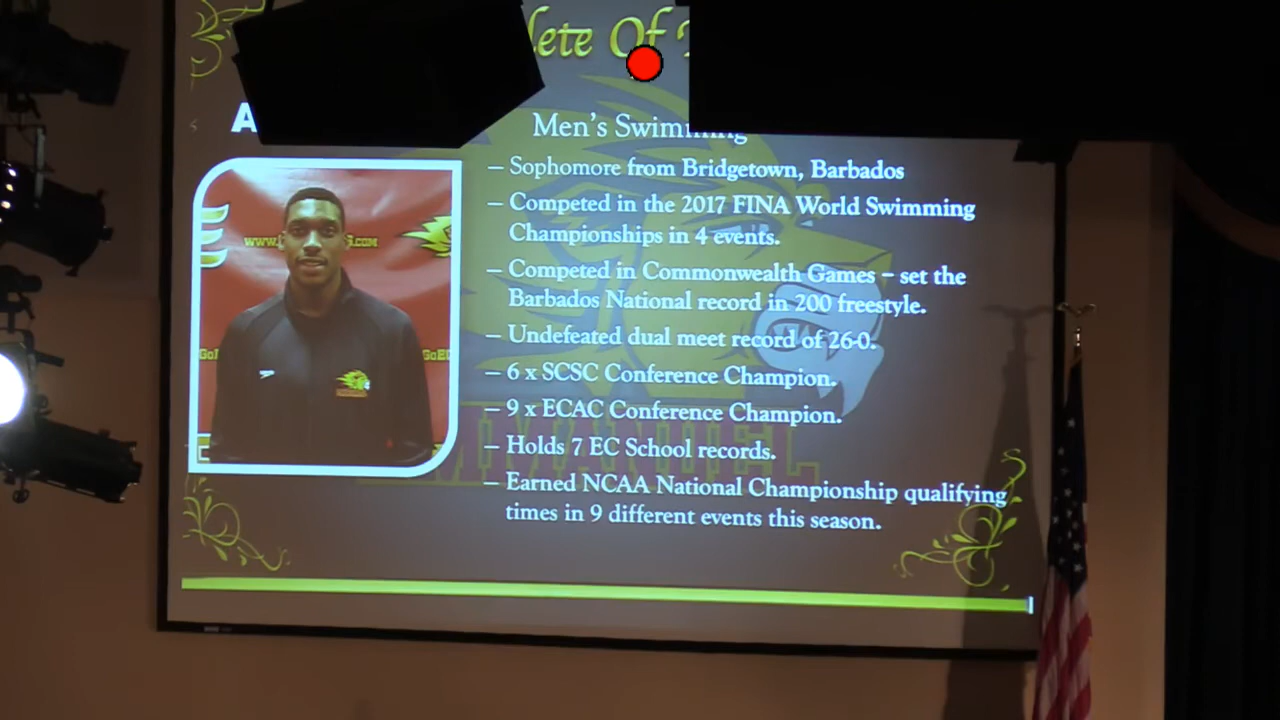 Of
Men's Swimming
– Sophomore from Bridgetown, Barbados
– Competed in the 2017 FINA World Swimming
Championships in 4 events.
– Competed in Commonwealth Games – set the
Barbados National record in 200 freestyle.
– Undefeated dual meet record of 26-0.
– 6 x SCSC Conference Champion.
– 9 x ECAC Conference Champion.
– Holds 7 EC School records.
– Earned NCAA National Championship qualifying
times in 9 different events this season.